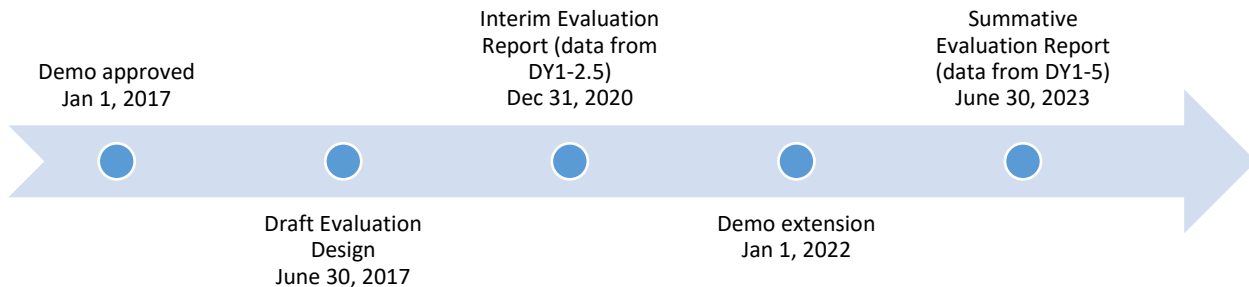 Demo approved
Jan 1, 2017
Draft Evaluation
Design
June 30, 2017
Interim Evaluation
Report (data from
DY1-2.5)
Dec 31, 2020
Demo extension
Jan 1, 2022
Summative
Evaluation Report
(data from DY1-5)
June 30, 2023